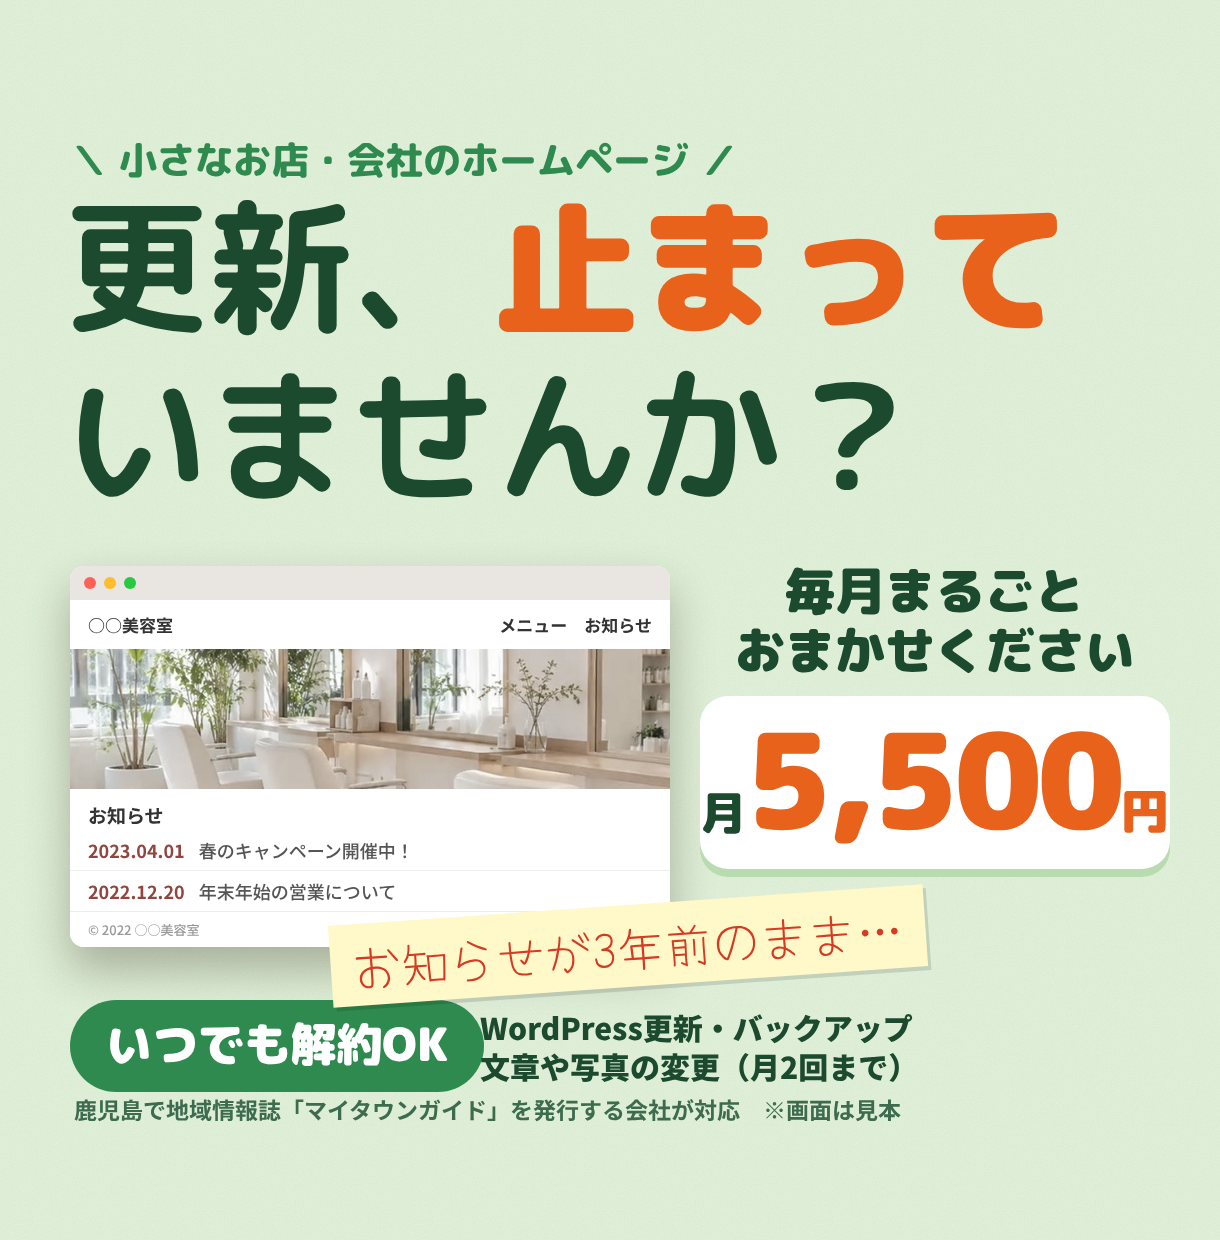 \ 小さなお店・会社のホームページ /
更新、止まって
いませんか？
〇〇美容室
メニュー お知らせ
お知らせ
2023.04.01 春のキャンペーン開催中！
2022.12.20 年末年始の営業について
© 2022 〇〇美容室
お知らせが3年前のまま…
毎月まるごと
おまかせください
月5,500円
いつでも解約OK
WordPress更新・バックアップ
文章や写真の変更（月2回まで）
鹿児島で地域情報誌「マイタウンガイド」を発行する会社が対応 ※画面は見本